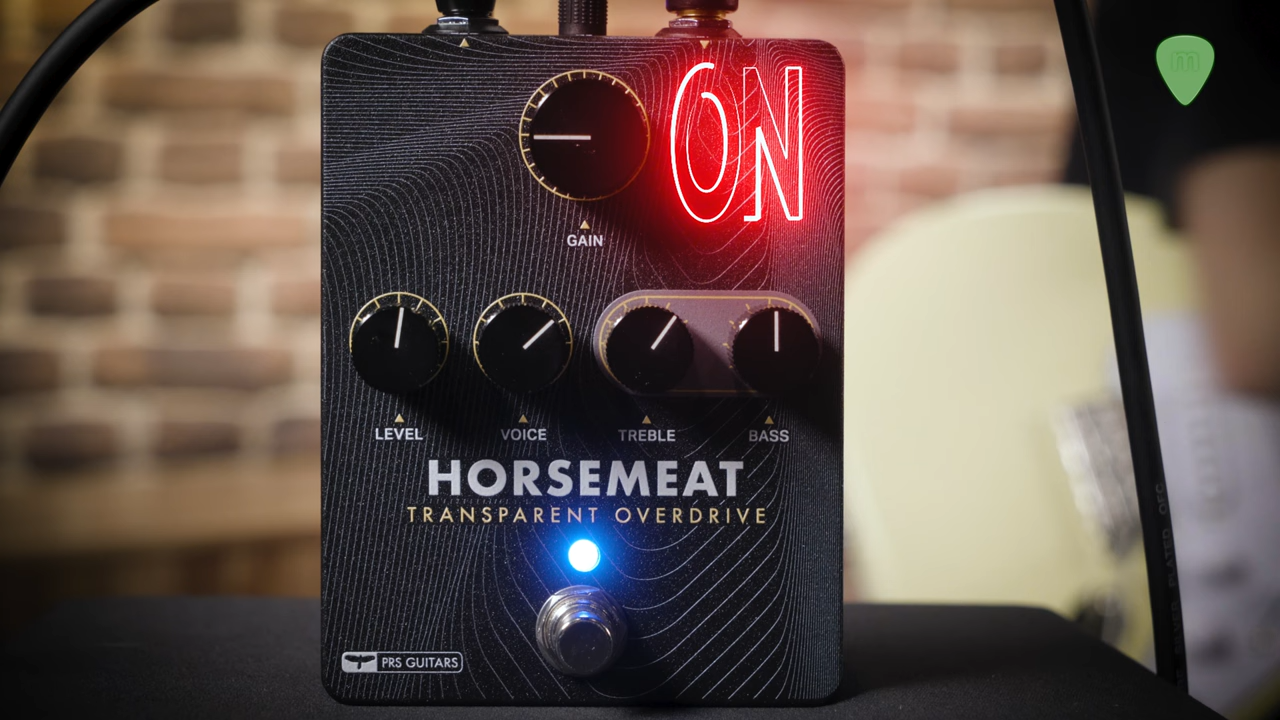 ON
GAIN
LEVEL VOICE TREBLE BASS
HORSEMEAT
TRANSPARENT OVERDRIVE
PRS GUITARS
m